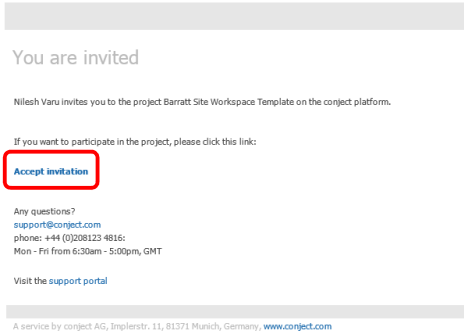 You are invited
Nilesh Varu invites you to the project Barratt Site Workspace Template on the conject platform.
If you want to participate in the project, please click this link:
Accept invitation
Any questions?
support@conject.com
phone: +44 (0)208123 4816:
Mon - Fri from 6:30am - 5:00pm, GMT
Visit the support portal
A service by conject AG, Implerstr. 11, 81371 Munich, Germany, www.conject.com